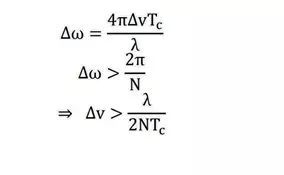 Δω = 4πΔvT_c / λ
Δω > 2π / N
⇒ Δv > λ / 2NT_c